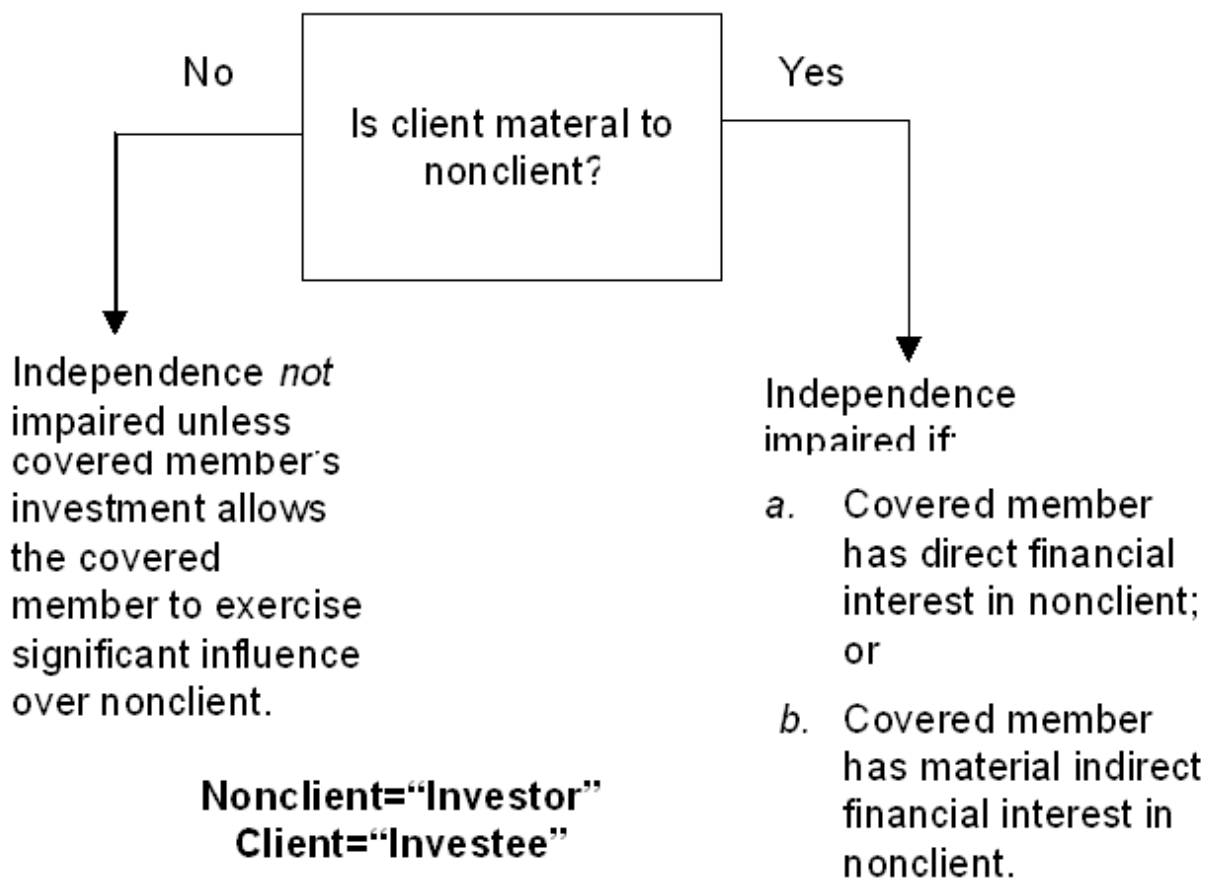 No
Yes
Is client materal to
nonclient?
Independence not
impaired unless
covered member's
investment allows
the covered
member to exercise
significant influence
over nonclient.
Independence
impaired if:
a. Covered member
has direct financial
interest in nonclient;
or
b. Covered member
has material indirect
financial interest in
nonclient.
Nonclient=“Investor”
Client=“Investee”